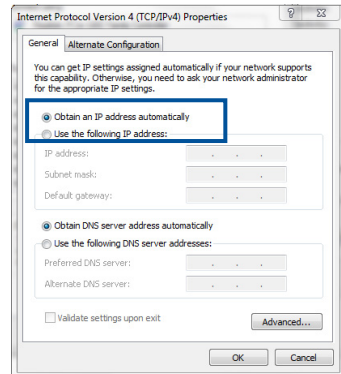 Internet Protocol Version 4 (TCP/IPv4) Properties
General Alternate Configuration
You can get IP settings assigned automatically if your network supports
this capability. Otherwise, you need to ask your network administrator
for the appropriate IP settings.
Obtain an IP address automatically
Use the following IP address:
IP address: . . .
Subnet mask: . . .
Default gateway: . . .
Obtain DNS server address automatically
Use the following DNS server addresses:
Preferred DNS server: . . .
Alternate DNS server: . . .
Validate settings upon exit
Advanced...
OK Cancel